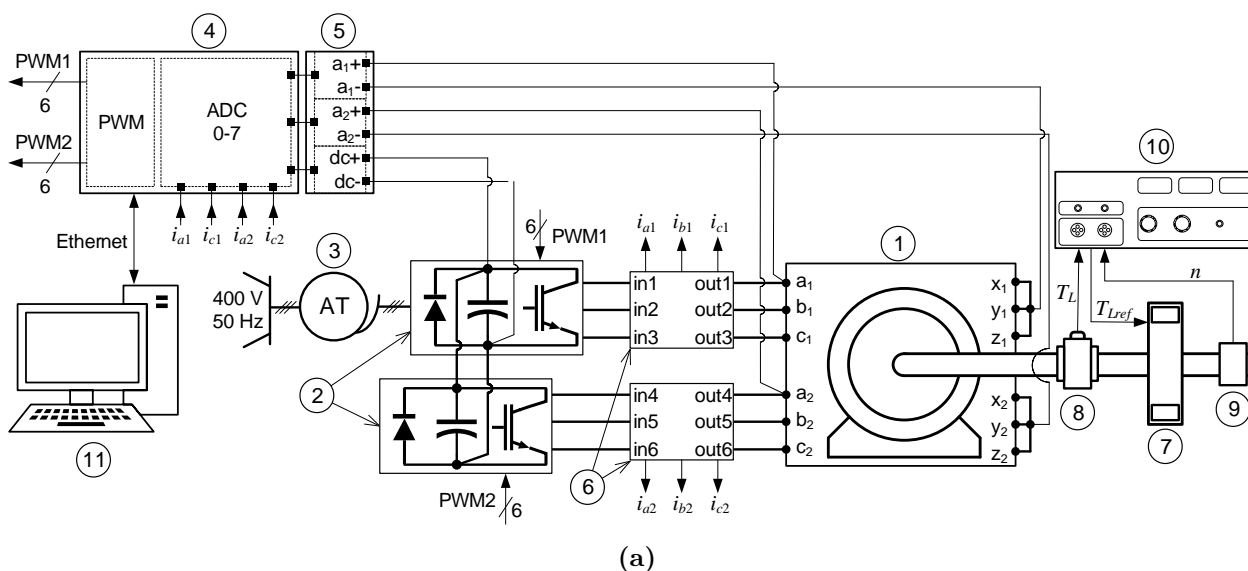 4
5
PWM1
6
PWM2
6
PWM
ADC
0-7
a1+
a1-
a2+
a2-
dc+
dc-
Ethernet
ia1
ic1
ia2
ic2
10
3
400 V
50 Hz
AT
6
PWM1
ia1
ib1
ic1
1
in1
in2
in3
out1
out2
out3
a1
b1
c1
x1
y1
z1
TL
TLref
n
2
in4
in5
in6
out4
out5
out6
a2
b2
c2
x2
y2
z2
8
7
9
11
PWM2
6
6
ia2
ib2
ic2
(a)